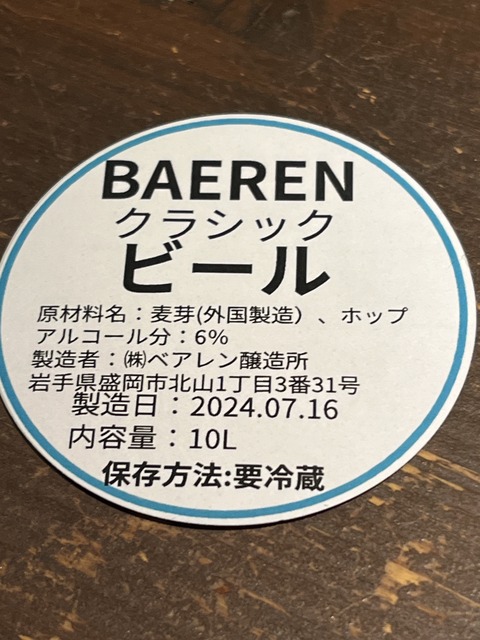 BAEREN
クラシック
ビール
原材料名：麦芽(外国製造）、ホップ
アルコール分：6%
製造者：㈱ベアレン醸造所
岩手県盛岡市北山1丁目3番31号
製造日：2024.07.16
内容量：10L
保存方法:要冷蔵